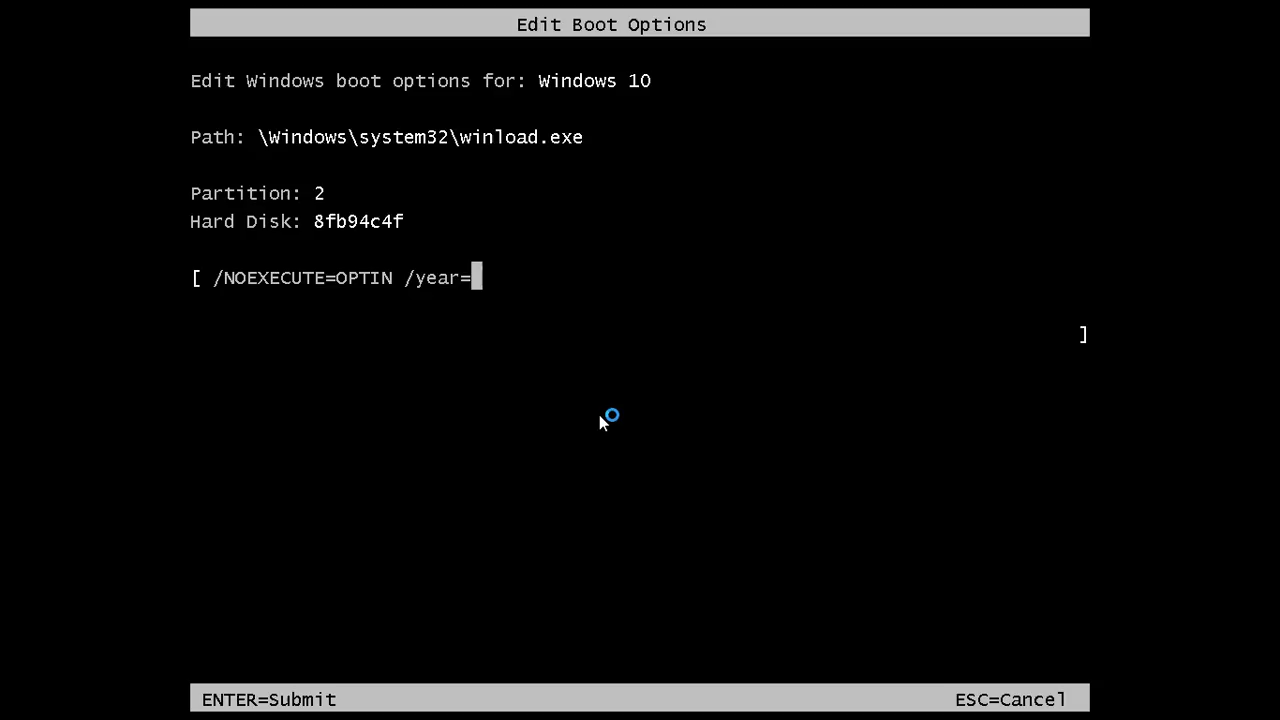 Edit Boot Options
Edit Windows boot options for: Windows 10
Path: \Windows\system32\winload.exe
Partition: 2
Hard Disk: 8fb94c4f
[ /NOEXECUTE=OPTIN /year=
]
ENTER=Submit ESC=Cancel